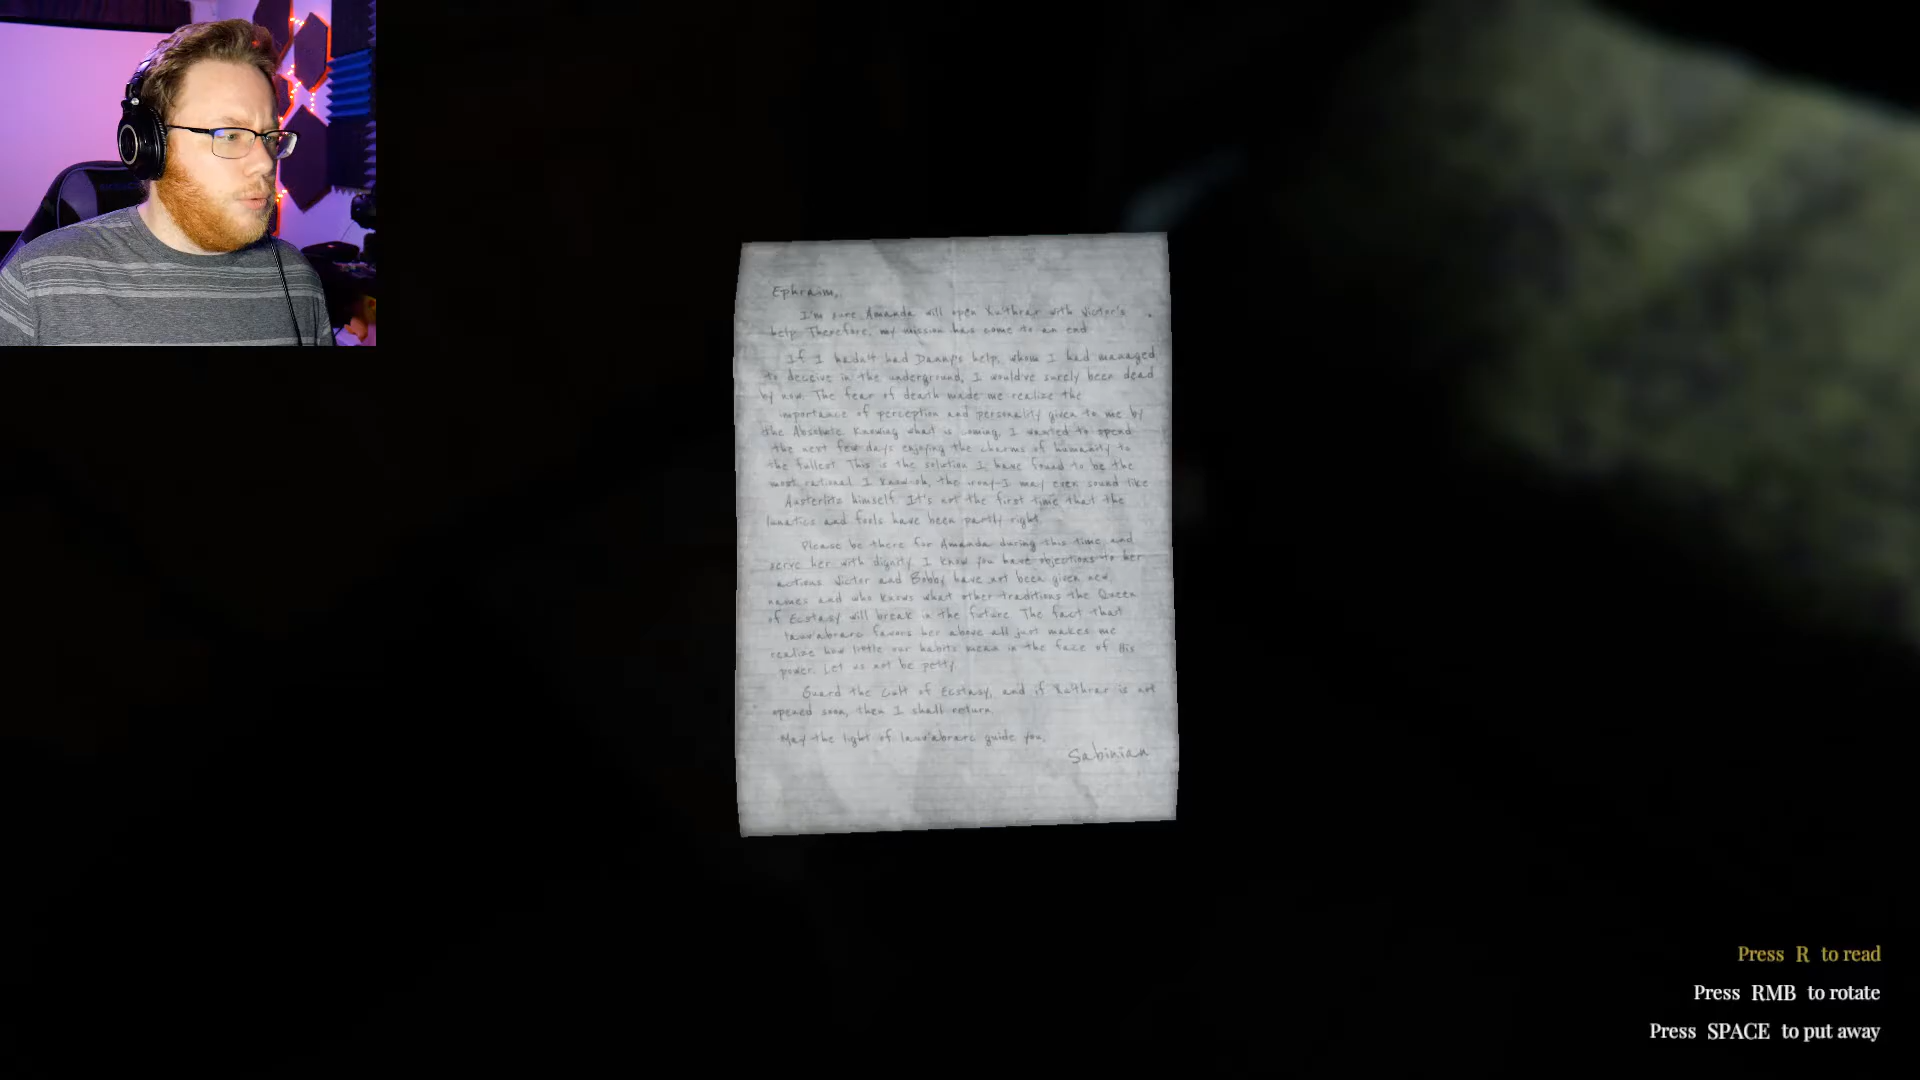 Ephraim,
I'm sure Amanda will open Xa'thrar with Victor's
help. Therefore, my mission has come to an end.
If I hadn't had Danny's help, whom I had managed
to deceive in the underground, I would've surely been dead
by now. The fear of death made me realize the
importance of perception and personality given to me by
the Absolute. Knowing what is coming, I wanted to spend
the next few days enjoying the charms of humanity to
the fullest. This is the solution I have found to be the
most rational. I know-oh, the irony-I may even sound like
Austerlitz himself. It's not the first time that the
lunatics and fools have been partly right.
Please be there for Amanda during this time and
serve her with dignity. I know you have objections to her
actions. Victor and Bobby have not been given new
names and who knows what other traditions the Queen
of Ecstasy will break in the future. The fact that
favors her above all just makes me
realize how little our habits mean in the face of His
power. Let us not be petty.
Guard the Cult of Ecstasy, and if Xa'thrar is not
opened soon, then I shall return.
May the light of guide you,
Sabinian
Press R to read
Press RMB to rotate
Press SPACE to put away